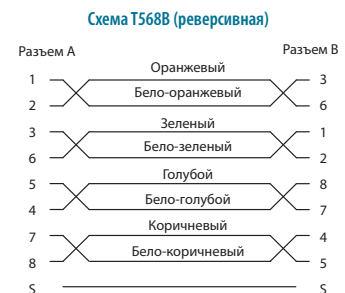 Схема T568B (реверсивная)
Разъем A Разъем B
Оранжевый
1 3
Бело-оранжевый
2 6
Зеленый
3 1
Бело-зеленый
6 2
Голубой
5 8
Бело-голубой
4 7
Коричневый
7 4
Бело-коричневый
8 5
S S